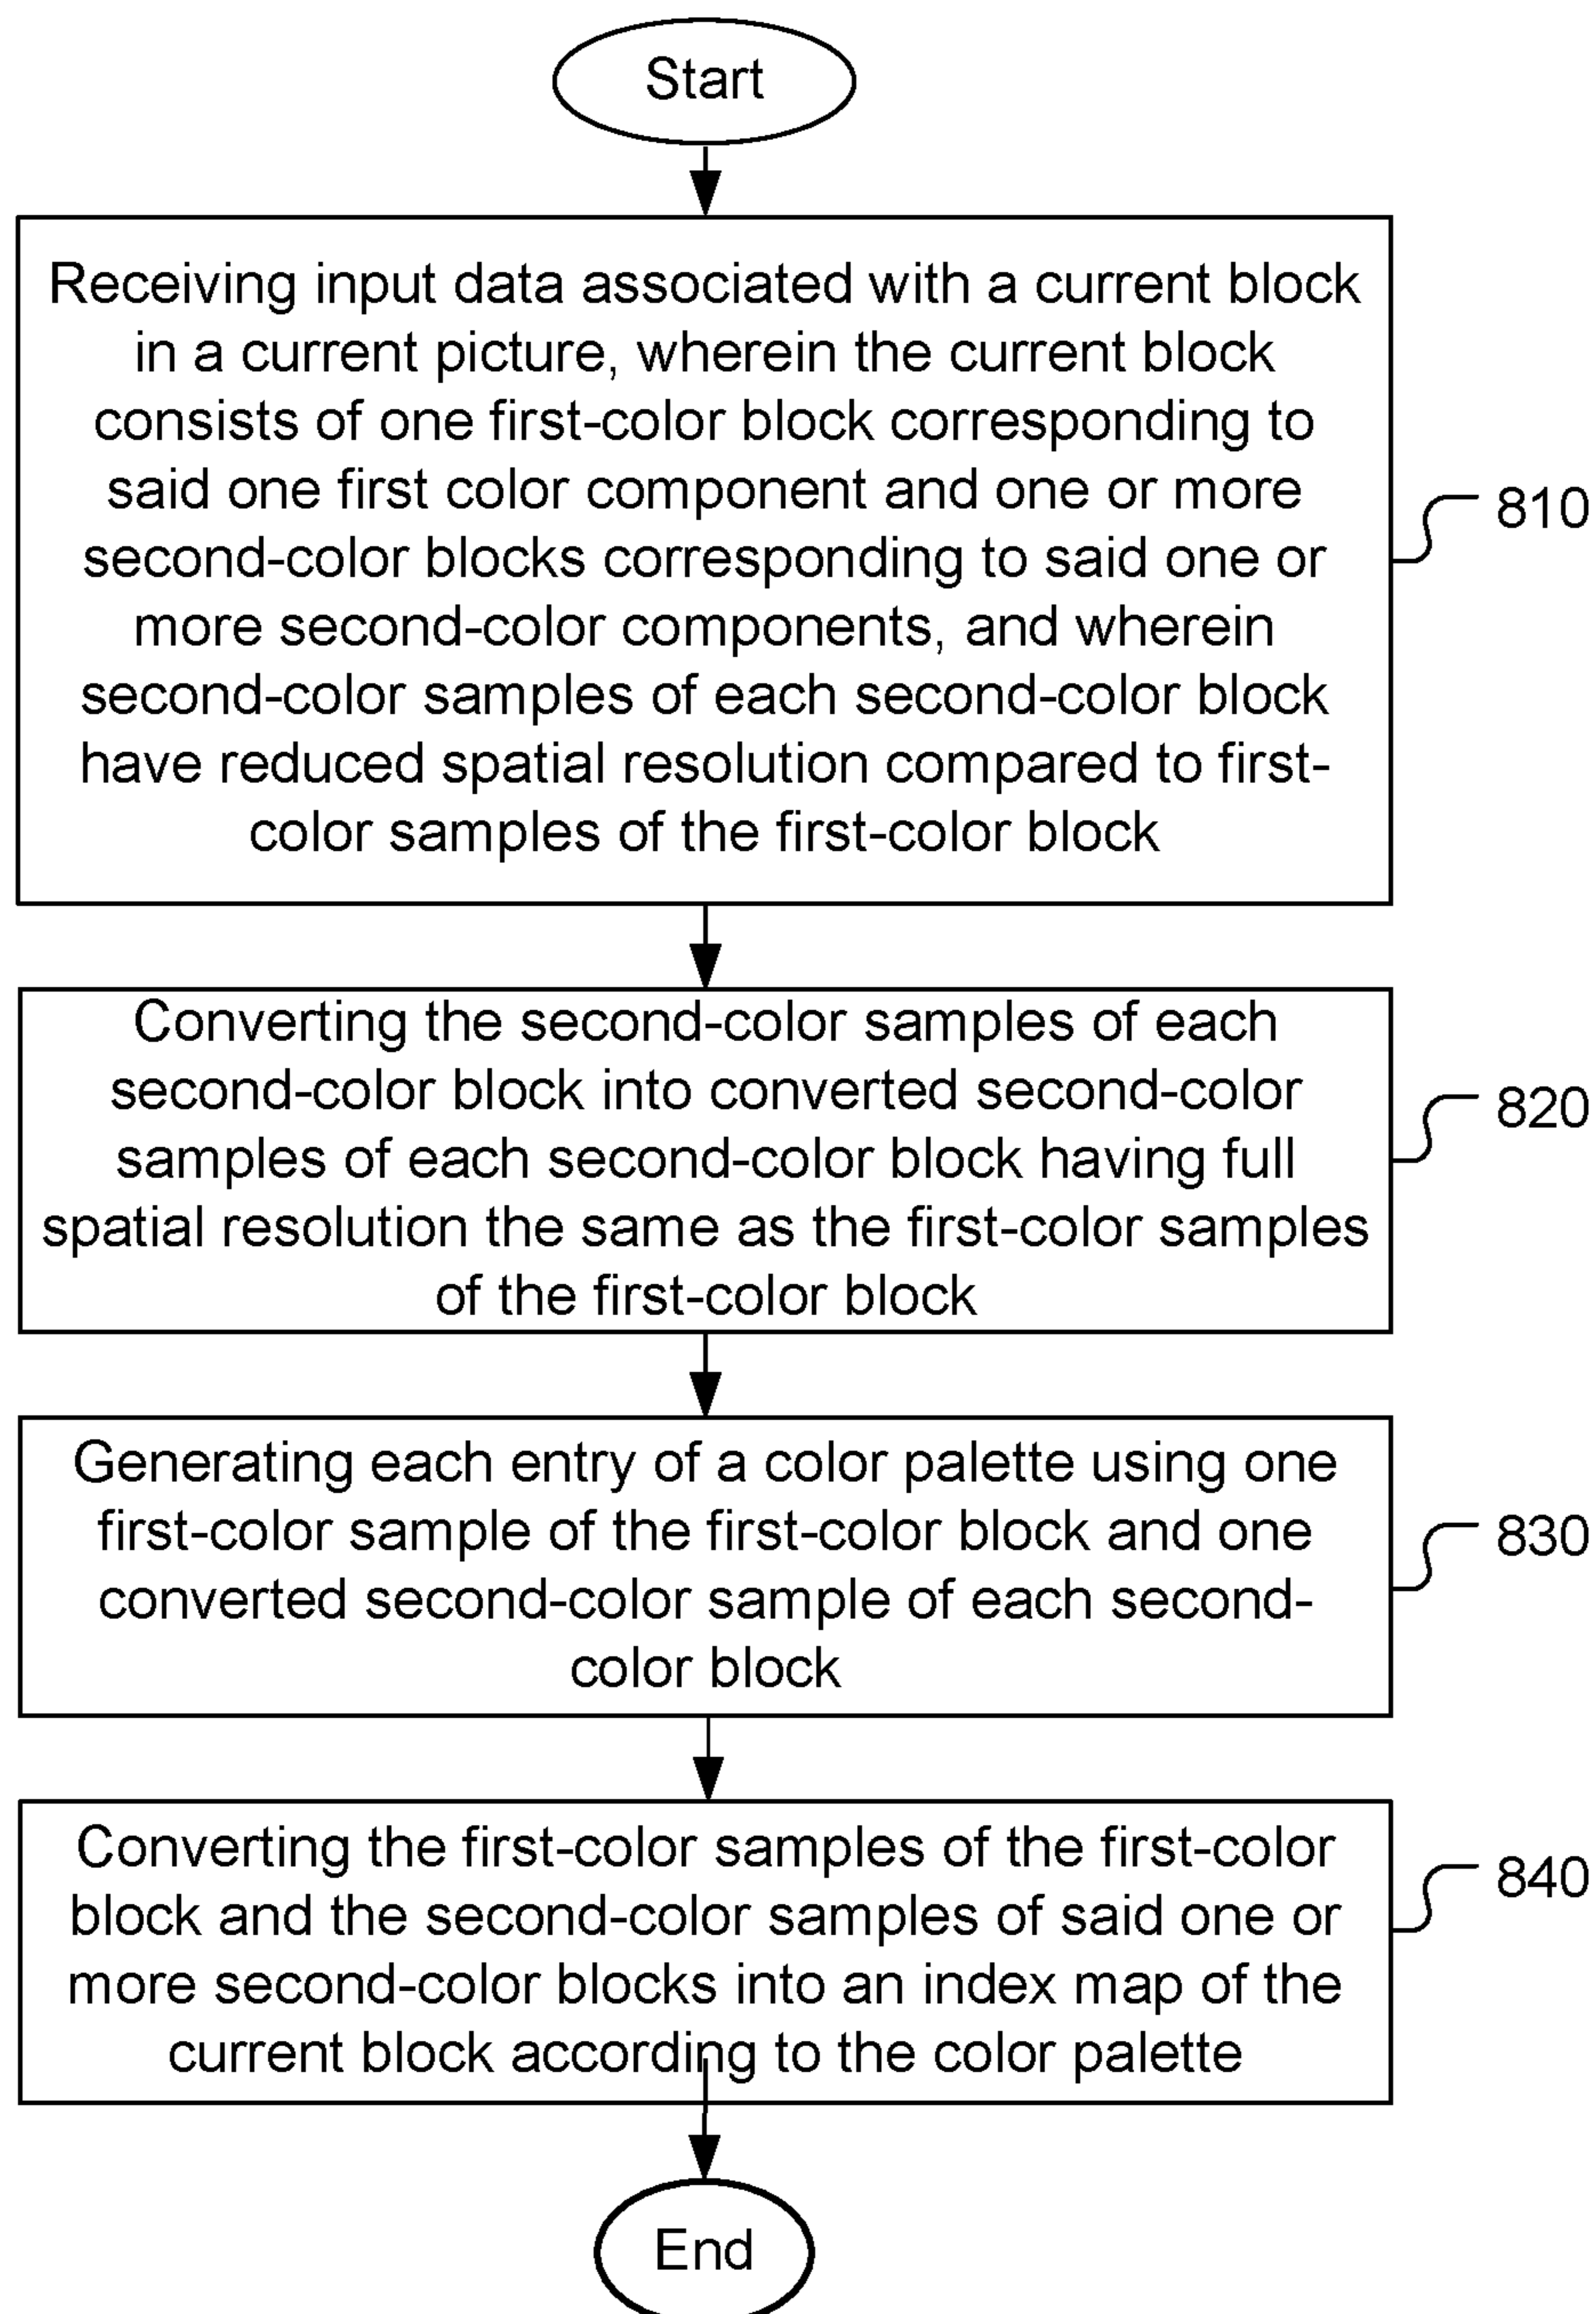 Start
Receiving input data associated with a current block
in a current picture, wherein the current block
consists of one first-color block corresponding to
said one first color component and one or more
second-color blocks corresponding to said one or
more second-color components, and wherein
second-color samples of each second-color block
have reduced spatial resolution compared to first-
color samples of the first-color block
810
Converting the second-color samples of each
second-color block into converted second-color
samples of each second-color block having full
spatial resolution the same as the first-color samples
of the first-color block
820
Generating each entry of a color palette using one
first-color sample of the first-color block and one
converted second-color sample of each second-
color block
830
Converting the first-color samples of the first-color
block and the second-color samples of said one or
more second-color blocks into an index map of the
current block according to the color palette
840
End